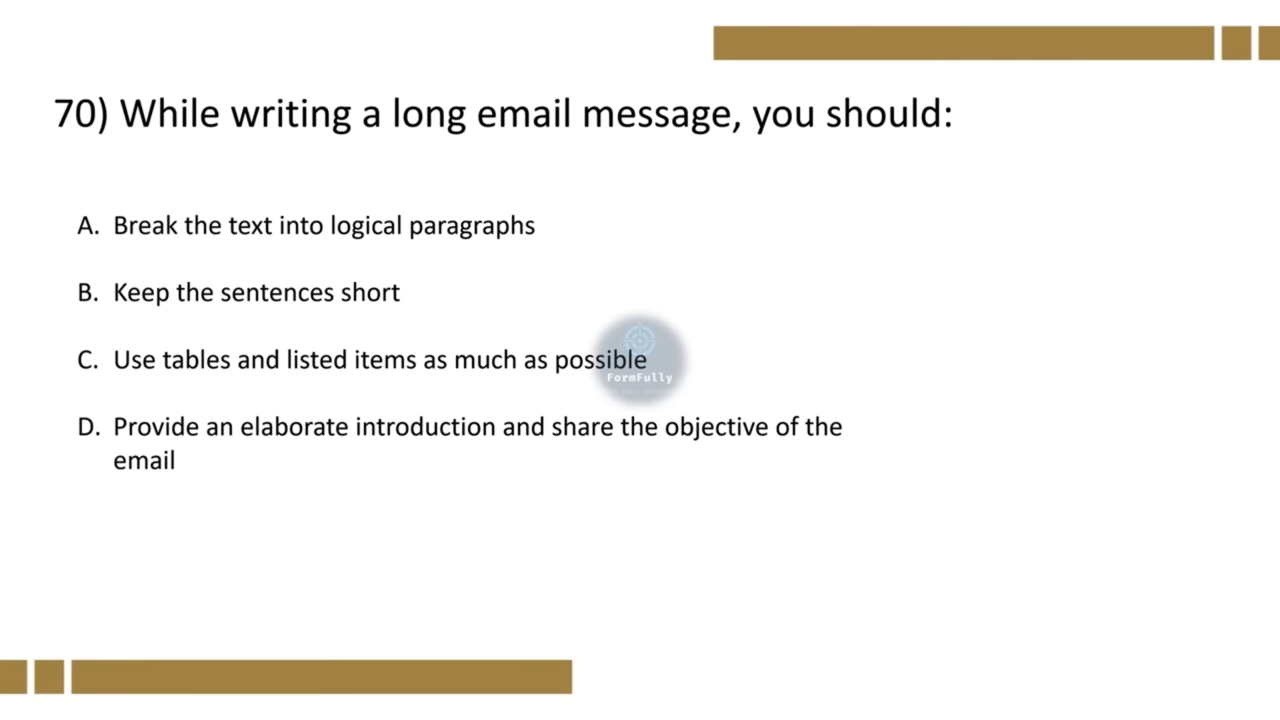 70) While writing a long email message, you should:
A. Break the text into logical paragraphs
B. Keep the sentences short
C. Use tables and listed items as much as possible
FormFully
D. Provide an elaborate introduction and share the objective of the
email